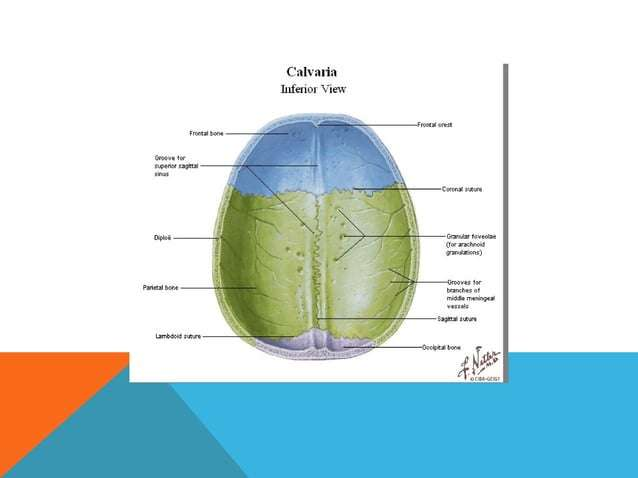 Calvaria
Inferior View
Frontal bone
Frontal crest
Groove for
superior sagittal
sinus
Coronal suture
Diploë
Granular foveolae
(for arachnoid
granulations)
Parietal bone
Grooves for
branches of
middle meningeal
vessels
Sagittal suture
Lambdoid suture
Occipital bone
F. Netter
M.D.